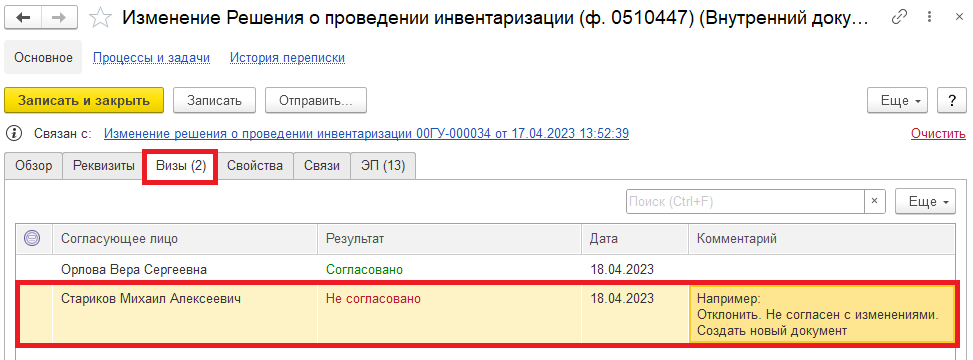 Изменение Решения о проведении инвентаризации (ф. 0510447) (Внутренний доку...
Основное Процессы и задачи История переписки
Записать и закрыть Записать Отправить... Еще ?
Связан с: Изменение решения о проведении инвентаризации 00ГУ-000034 от 17.04.2023 13:52:39 Очистить
Обзор Реквизиты Визы (2) Свойства Связи ЭП (13)
Поиск (Ctrl+F) × Еще
Согласующее лицо Результат Дата Комментарий
Орлова Вера Сергеевна Согласовано 18.04.2023
Стариков Михаил Алексеевич Не согласовано 18.04.2023 Например:
Отклонить. Не согласен с изменениями.
Создать новый документ